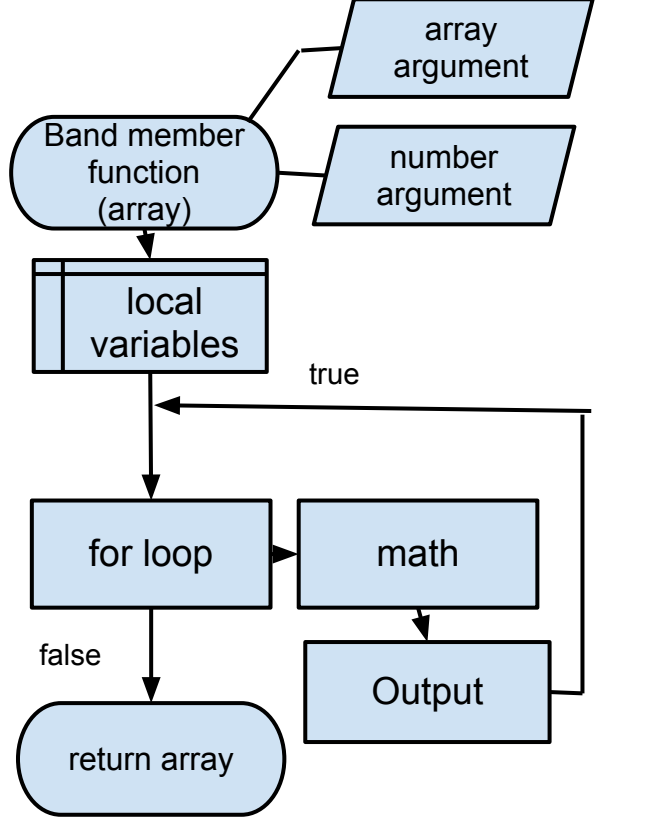 array
argument
Band member
function
(array)
number
argument
local
variables
true
for loop
math
false
Output
return array